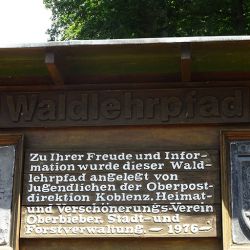 Waldlehrpfad
Zu Ihrer Freude und Infor=
mation wurde dieser Wald=
lehrpfad angelegt von
Jugendlichen der Oberpost=
direktion Koblenz, Heimat=
und Verschönerungs=Verein
Oberbieber, Stadt= und
Forstverwaltung. — 1976 —